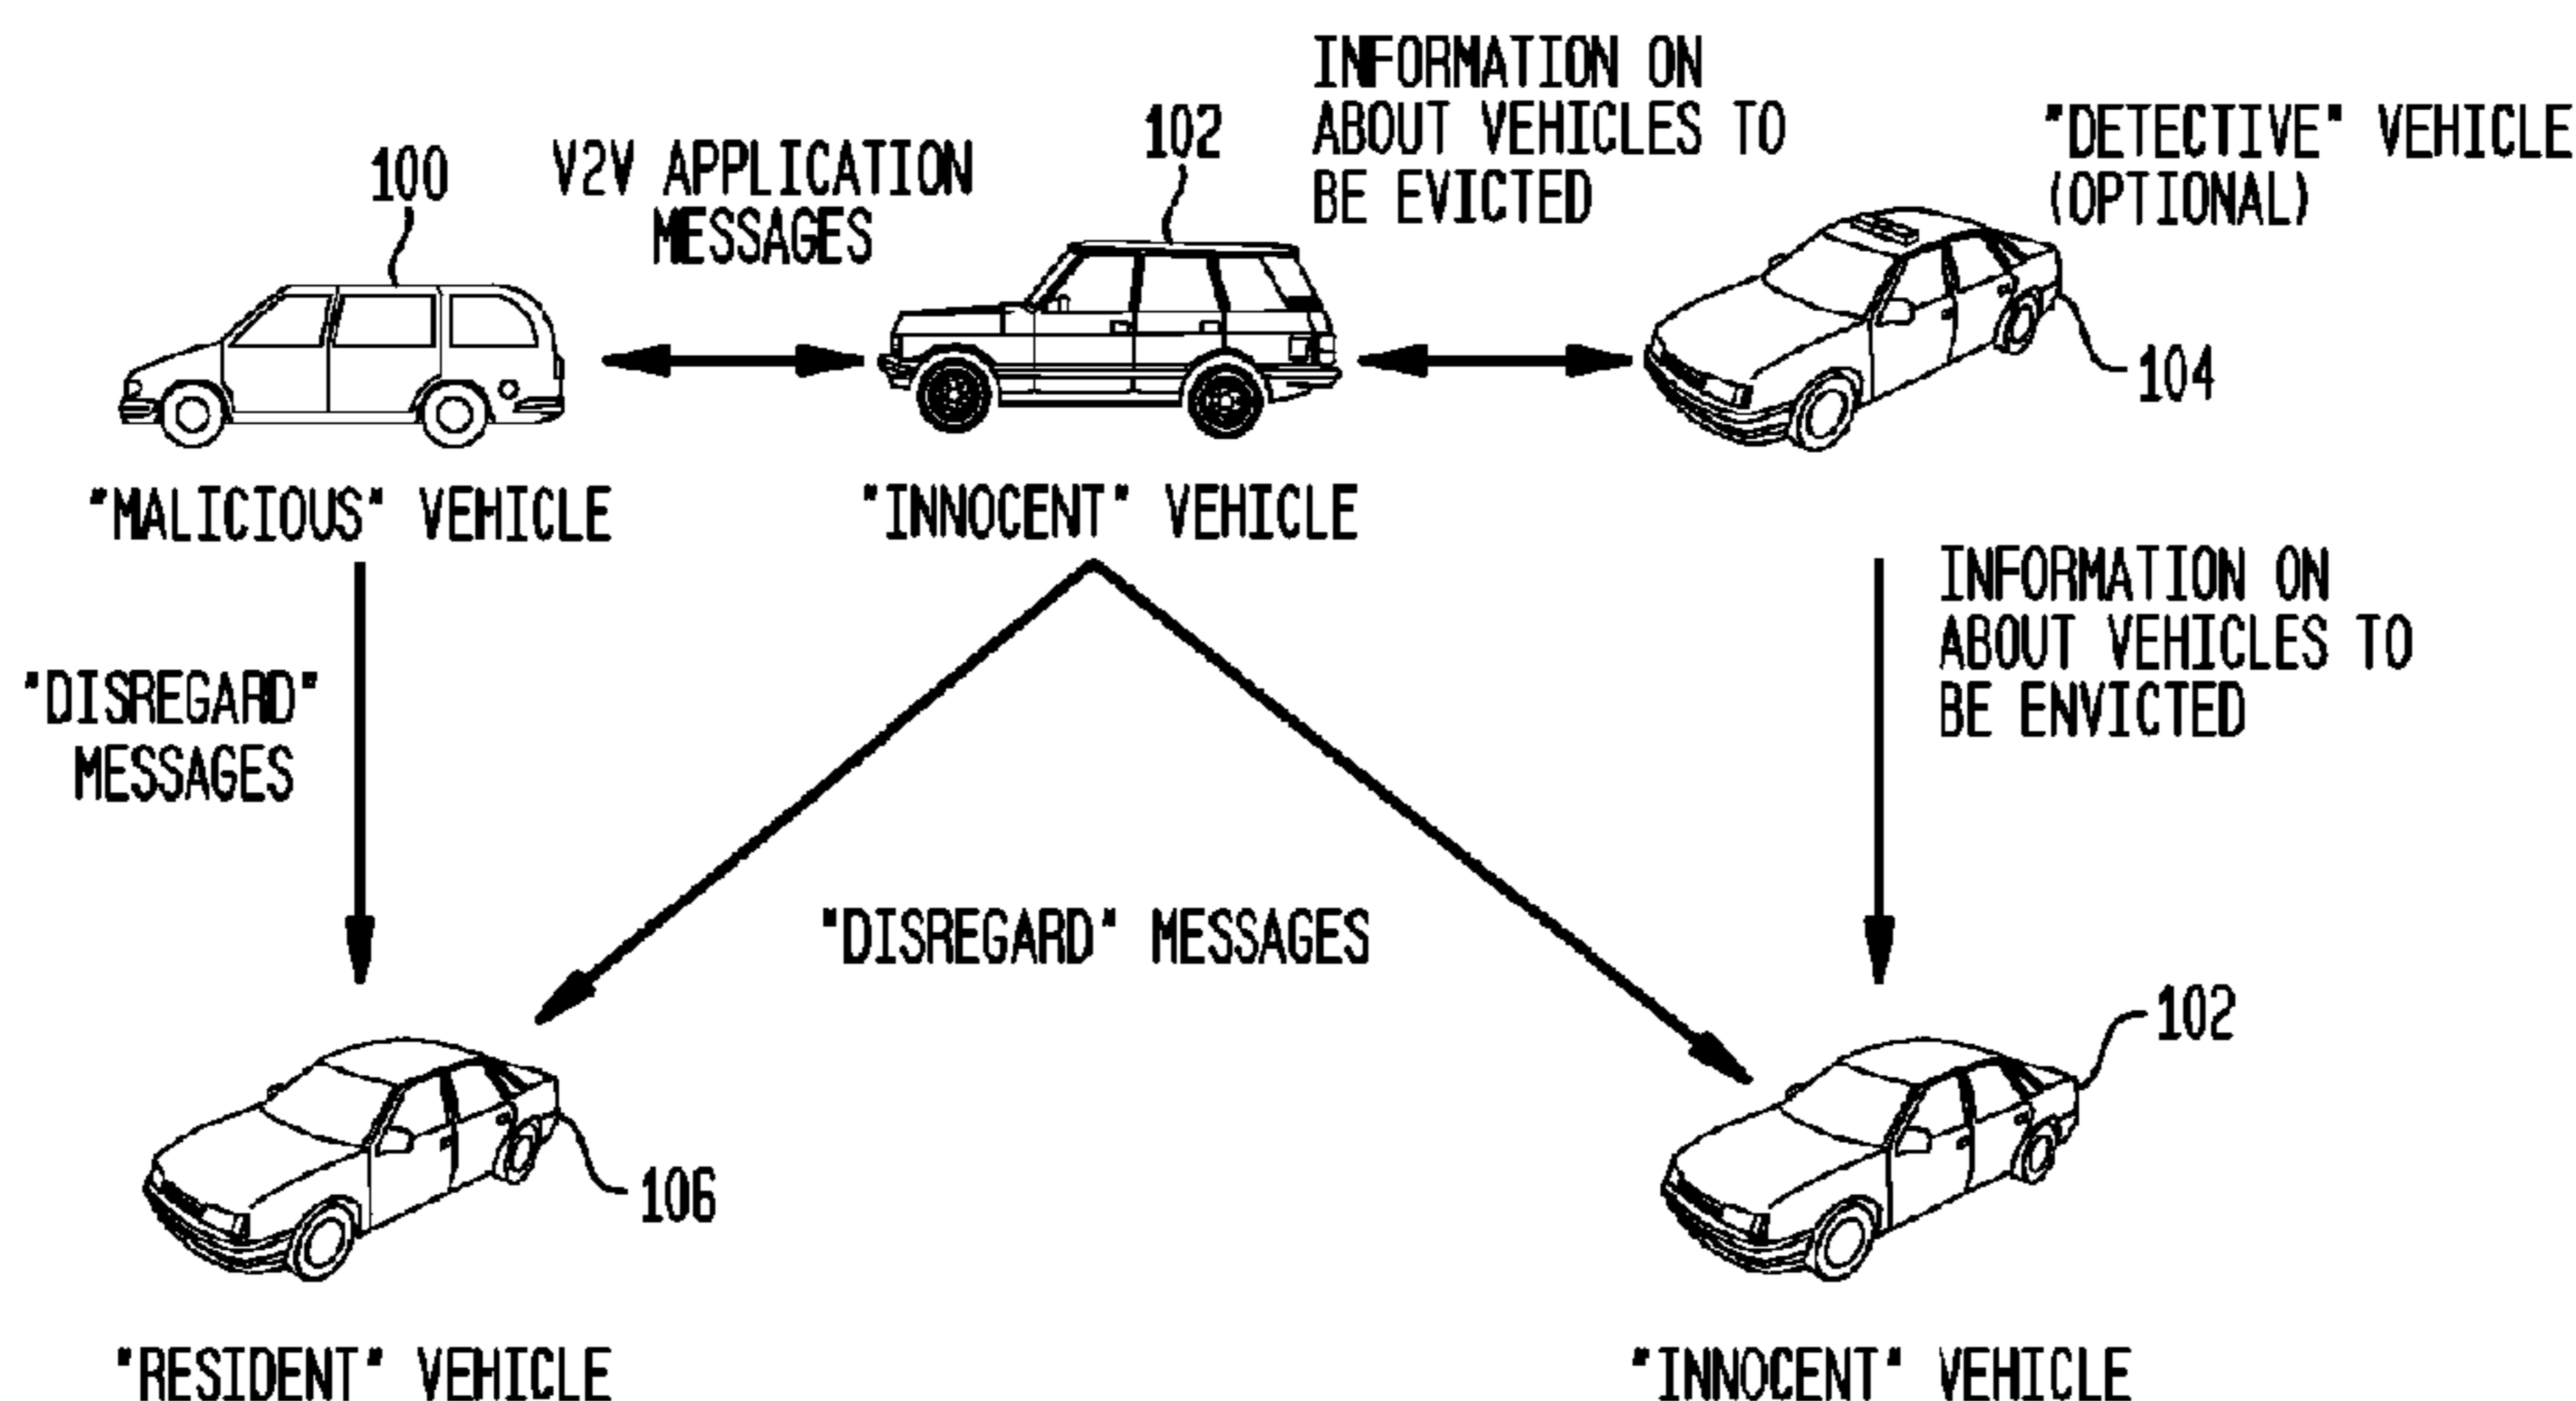 INFORMATION ON
ABOUT VEHICLES TO
BE EVICTED
102
"DETECTIVE" VEHICLE
(OPTIONAL)
100
V2V APPLICATION
MESSAGES
104
"MALICIOUS" VEHICLE
"INNOCENT" VEHICLE
INFORMATION ON
ABOUT VEHICLES TO
BE ENVICTED
"DISREGARD"
MESSAGES
"DISREGARD" MESSAGES
102
106
"RESIDENT" VEHICLE
"INNOCENT" VEHICLE